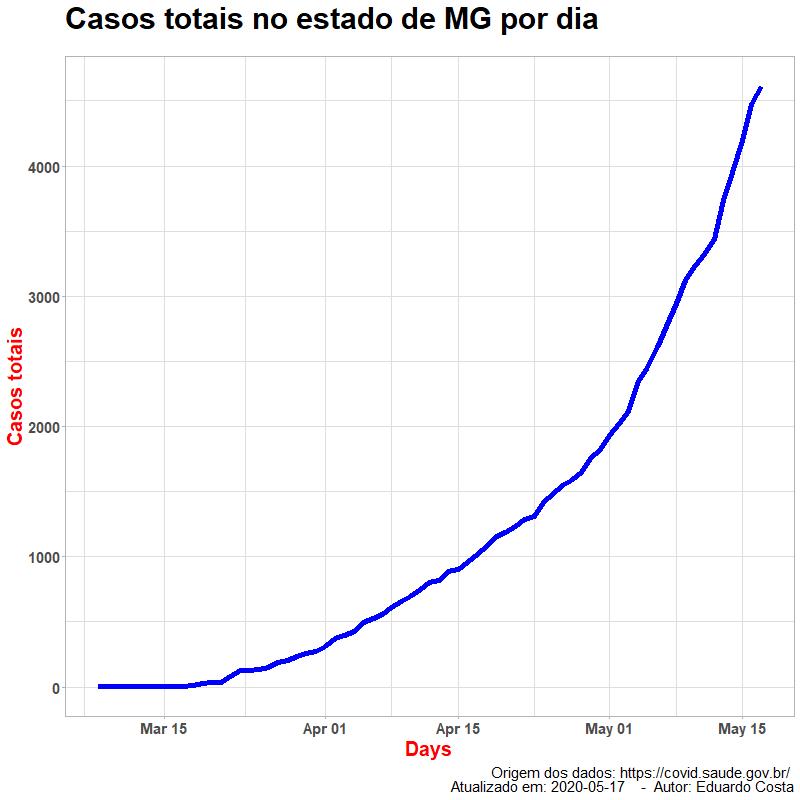 Casos totais no estado de MG por dia
Casos totais
4000
3000
2000
1000
0
Mar 15
Apr 01
Apr 15
May 01
May 15
Days
Origem dos dados: https://covid.saude.gov.br/
Atualizado em: 2020-05-17 - Autor: Eduardo Costa